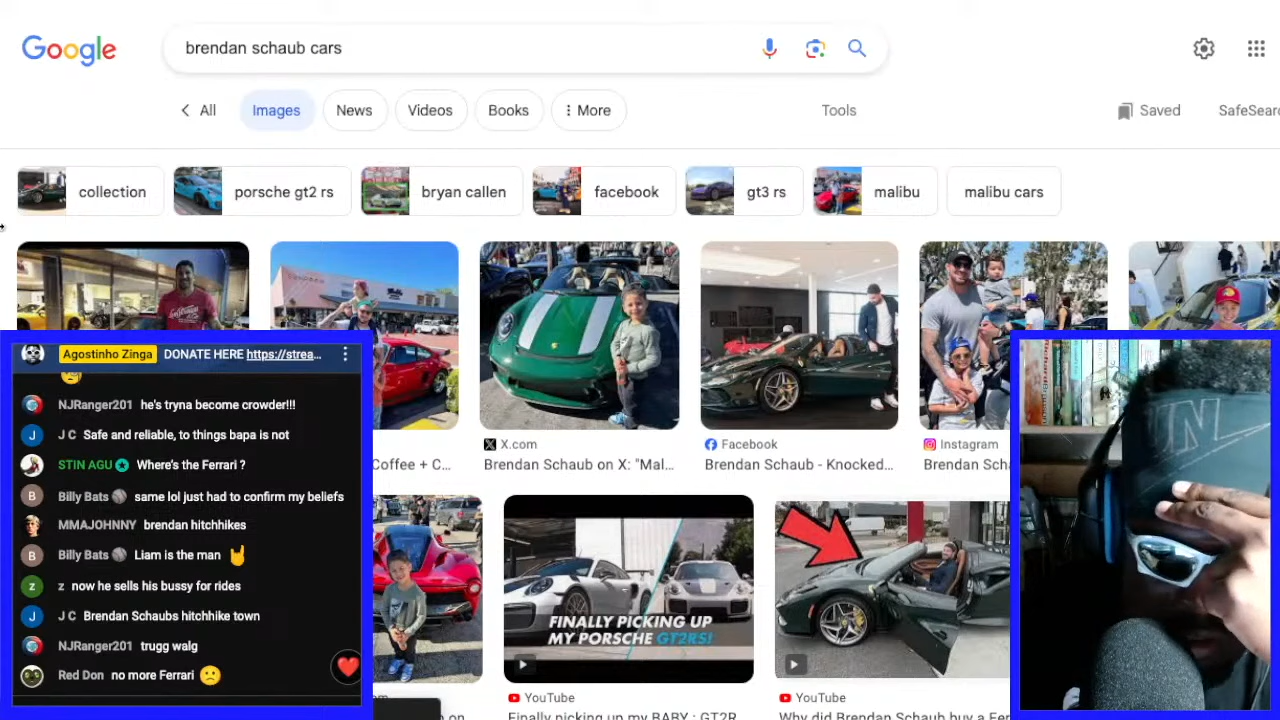 Google
brendan schaub cars
All
Images
News
Videos
Books
More
Tools
Saved
SafeSearc
collection
porsche gt2 rs
bryan callen
facebook
gt3 rs
malibu
malibu cars
Coffee + C...
X.com
Brendan Schaub on X: "Mal...
Facebook
Brendan Schaub - Knocked...
Instagram
Brendan Scha
FINALLY PICKING UP
MY PORSCHE GT2RS!
YouTube
Finally picking up my BABY : GT2R
YouTube
Why did Brendan Schaub buy a Fer
on
Agostinho Zinga DONATE HERE https://strea...
NJRanger201 he's tryna become crowder!!!
J C Safe and reliable, to things bapa is not
STIN AGU Where's the Ferrari ?
Billy Bats same lol just had to confirm my beliefs
MMAJOHNNY brendan hitchhikes
Billy Bats Liam is the man
z now he sells his bussy for rides
J C Brendan Schaubs hitchhike town
NJRanger201 trugg walg
Red Don no more Ferrari